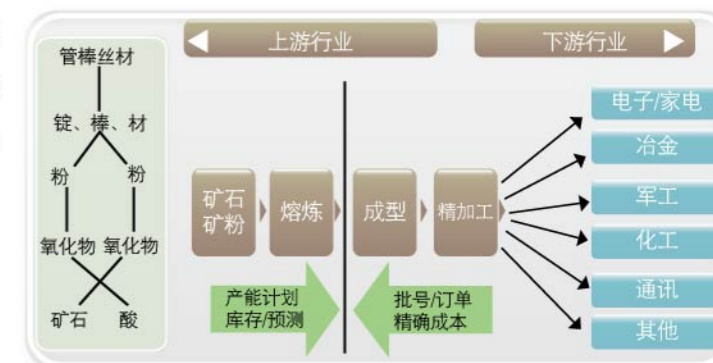 管棒丝材
锭、棒、材
粉 粉
氧化物 氧化物
矿石 酸
上游行业
下游行业
矿石
矿粉
熔炼
成型
精加工
产能计划
库存/预测
批号/订单
精确成本
电子/家电
冶金
军工
化工
通讯
其他